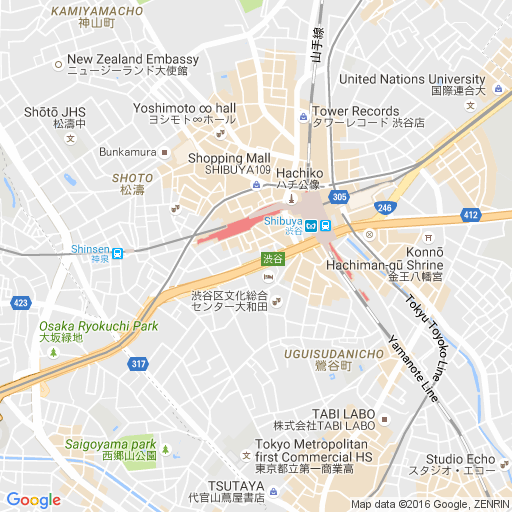 KAMIYAMACHO
神山町
山手線
New Zealand Embassy
ニュージーランド大使館
United Nations University
国際連合大
Shōtō JHS
松濤中
Yoshimoto ∞ hall
ヨシモト∞ホール
Tower Records
タワーレコード 渋谷店
Bunkamura
Shopping Mall
SHIBUYA109
SHOTO
松濤
Hachiko
ハチ公像
305
246
412
Shibuya
渋谷
Shinsen
神泉
渋谷
Konnō
Hachiman-gū Shrine
金王八幡宮
423
渋谷区文化総合
センター大和田
Osaka Ryokuchi Park
大坂緑地
317
Tokyu Toyoko Line
Yamanote Line
UGUISUDANICHO
鶯谷町
TABI LABO
株式会社TABI LABO
Saigoyama park
西郷山公園
Tokyo Metropolitan
first Commercial HS
東京都立第一商業高
Studio Echo
スタジオ・エコー
TSUTAYA
代官山蔦屋書店
Google
Map data ©2016 Google, ZENRIN